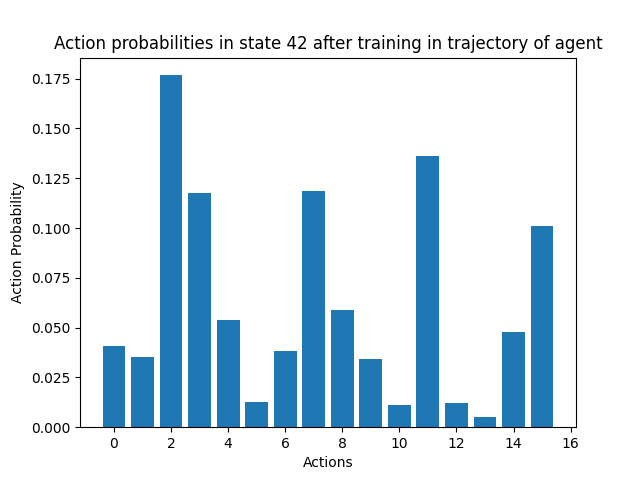 Action probabilities in state 42 after training in trajectory of agent
0.175
0.150
0.125
0.100
0.075
0.050
0.025
0.000
Action Probability
0 2 4 6 8 10 12 14 16
Actions